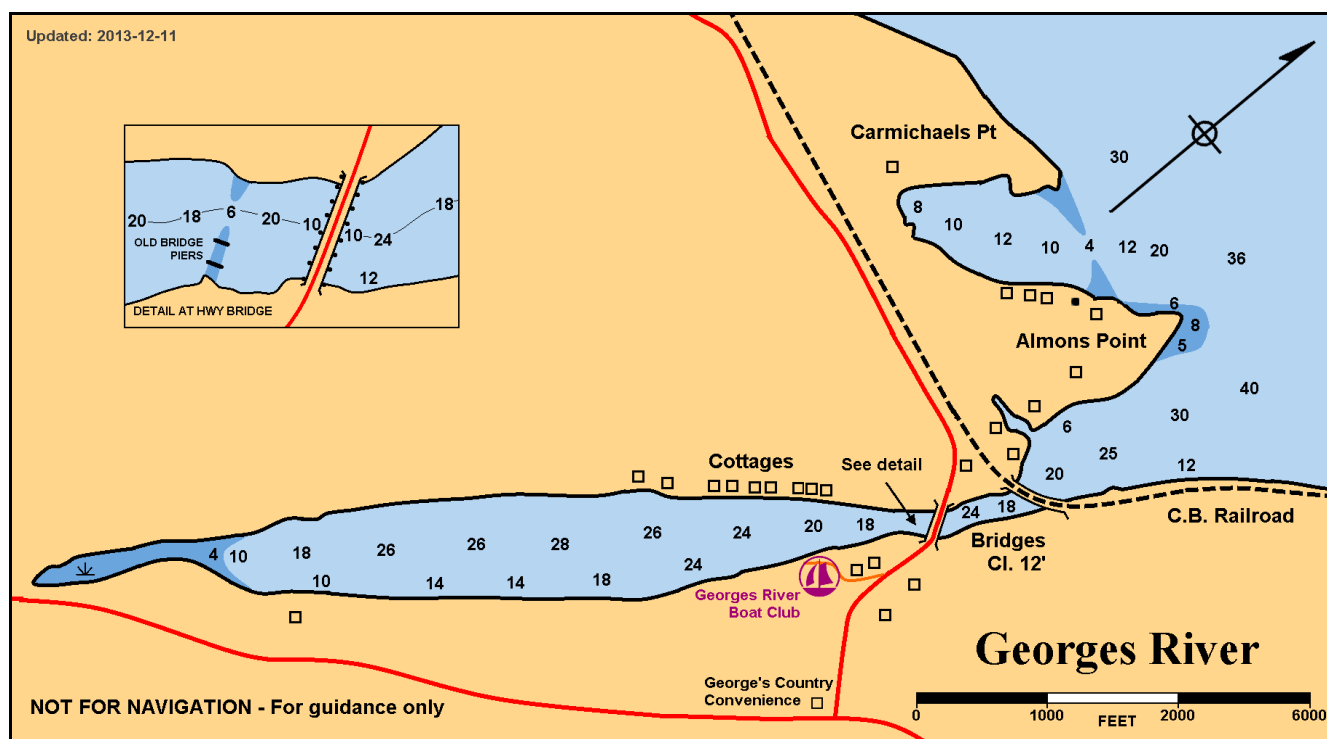 Updated: 2013-12-11
20 18 6 20 10 10 24 18
OLD BRIDGE
PIERS
12
DETAIL AT HWY BRIDGE
Carmichaels Pt
30
8
10 12 10 4 12 20 36
6
8
5
Almons Point
40
30
6
25
20 12
C.B. Railroad
Cottages
See detail
24 18
Bridges
Cl. 12'
4 10 18 26 26 28 26 24 20 18
10 14 14 18 24
Georges River
Boat Club
Georges River
George's Country
Convenience
NOT FOR NAVIGATION - For guidance only
0 1000 2000 6000
FEET